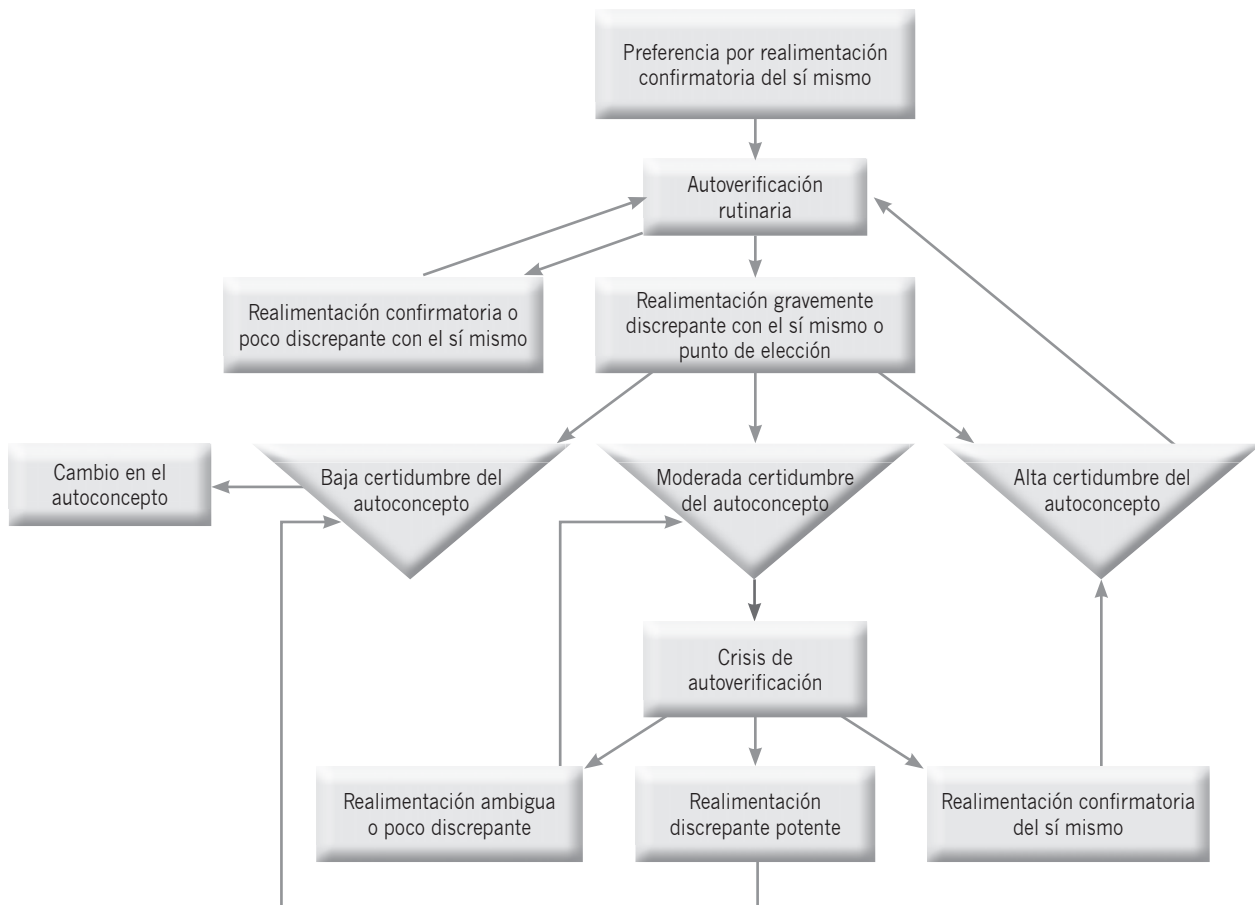 Preferencia por realimentación
confirmatoria del sí mismo
Autoverificación
rutinaria
Realimentación confirmatoria o
poco discrepante con el sí mismo
Realimentación gravemente
discrepante con el sí mismo o
punto de elección
Cambio en el
autoconcepto
Baja certidumbre del
autoconcepto
Moderada certidumbre
del autoconcepto
Alta certidumbre del
autoconcepto
Crisis de
autoverificación
Realimentación ambigua
o poco discrepante
Realimentación
discrepante potente
Realimentación confirmatoria
del sí mismo